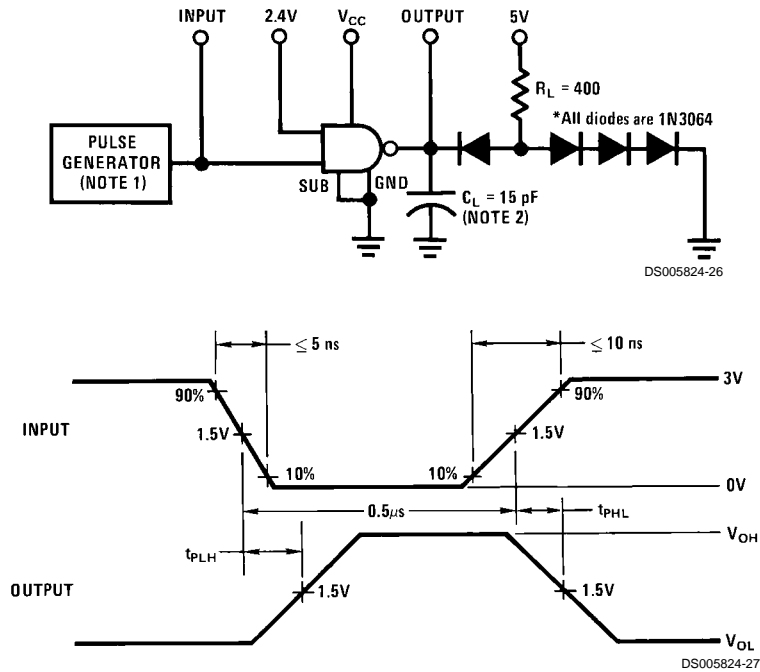 INPUT 2.4V VCC OUTPUT 5V
RL = 400
*All diodes are 1N3064
PULSE
GENERATOR
(NOTE 1)
SUB GND
CL = 15 pF
(NOTE 2)
DS005824-26
≤ 5 ns ≤ 10 ns
90% 90% 3V
INPUT 1.5V 1.5V
10% 10%
0V
0.5µs tPHL
VOH
tPLH
OUTPUT 1.5V 1.5V
VOL
DS005824-27